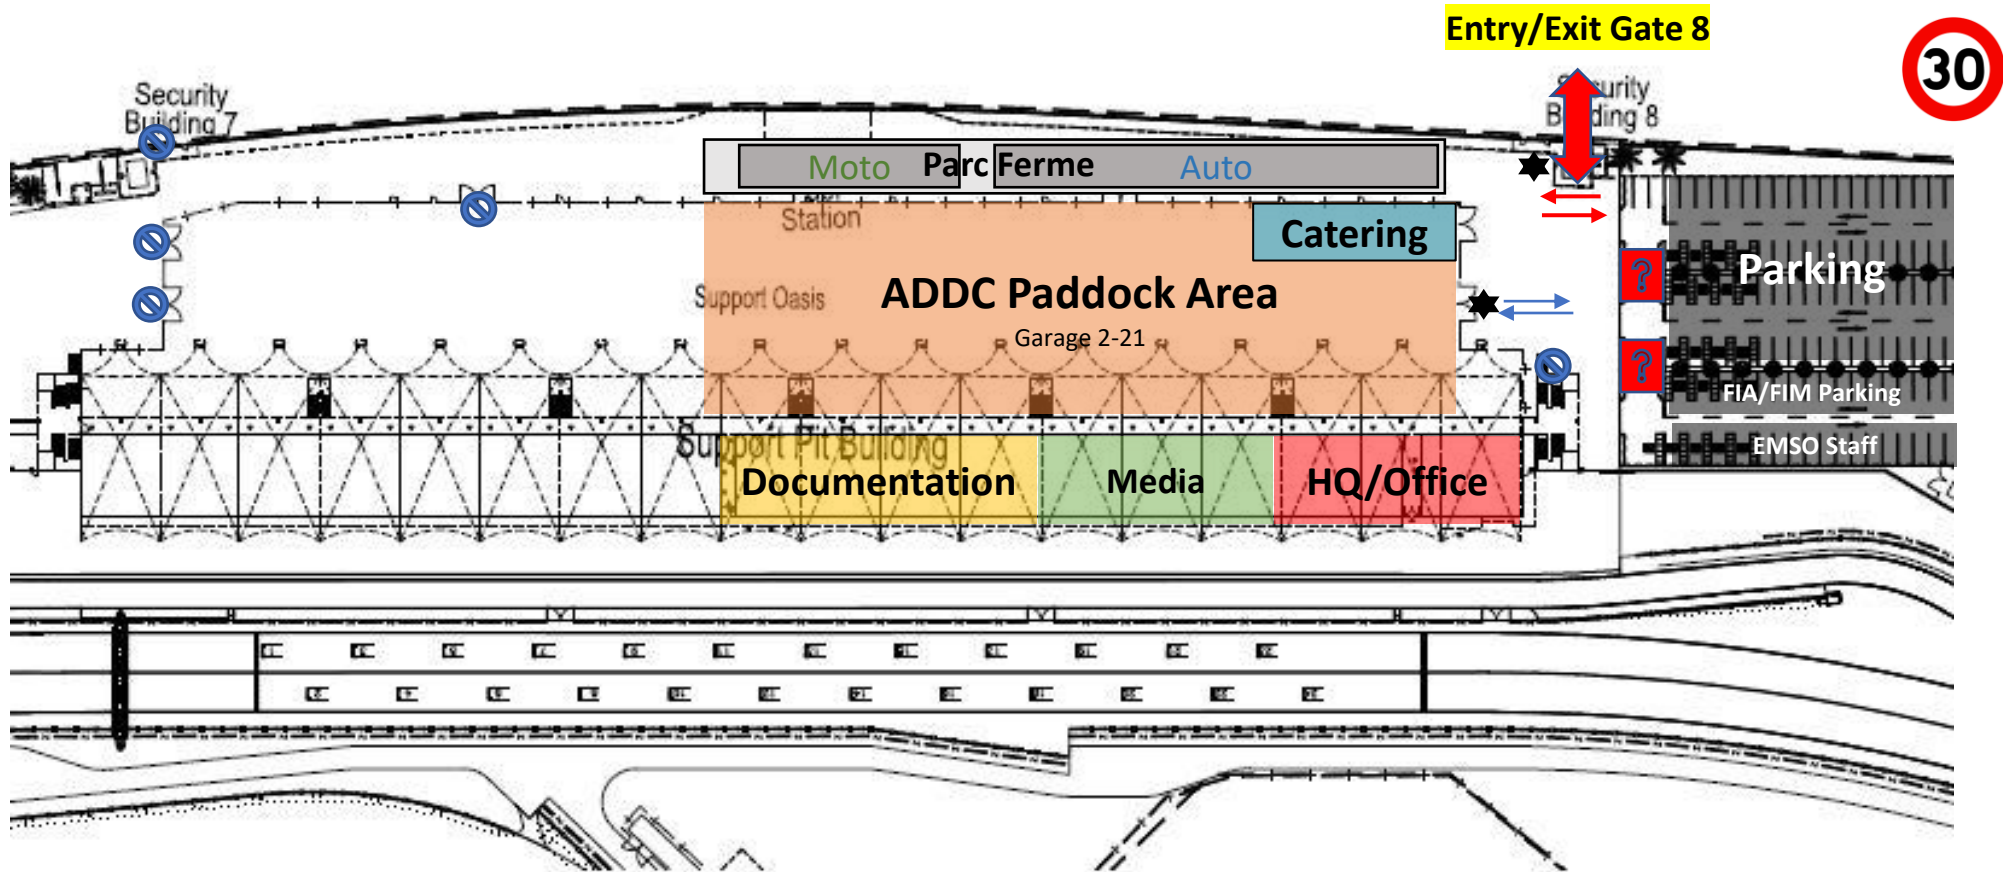 Entry/Exit Gate 8
30
Security
Building 7
Security
Building 8
Moto
Parc Ferme
Auto
Station
Catering
Support Oasis
ADDC Paddock Area
Garage 2-21
?
Parking
?
FIA/FIM Parking
Support Pit Building
EMSO Staff
Documentation
Media
HQ/Office